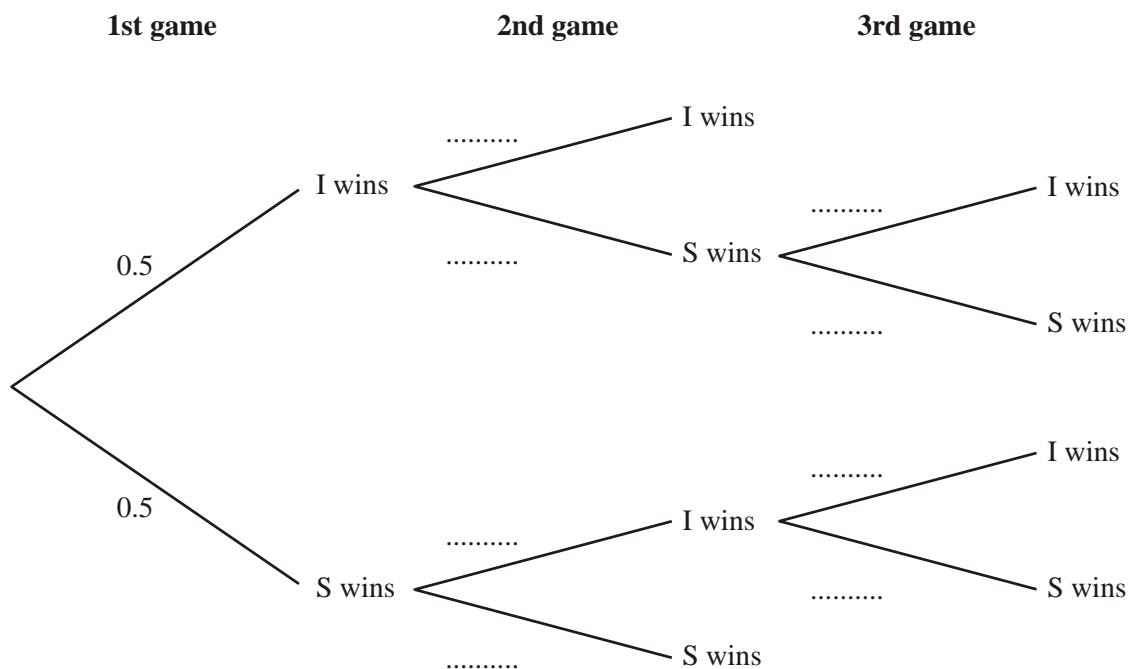 1st game 2nd game 3rd game
.......... I wins
I wins .......... I wins
0.5 .......... S wins
.......... S wins
.......... I wins
0.5 .......... I wins
S wins .......... S wins
.......... S wins